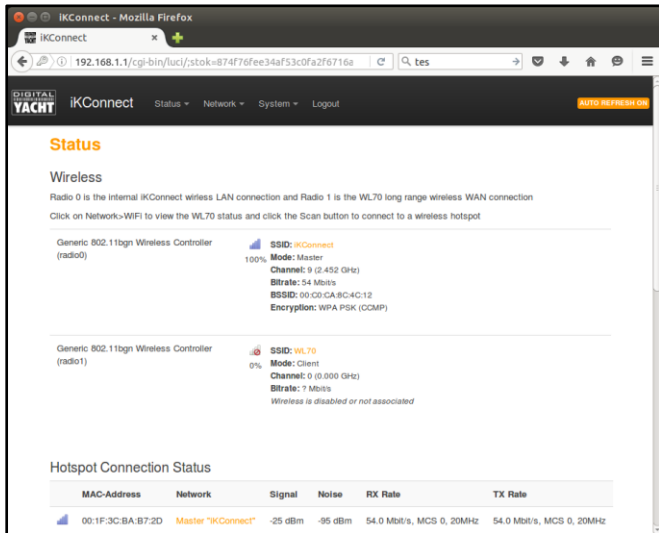 iKConnect - Mozilla Firefox
iKConnect
192.168.1.1/cgi-bin/luci/;stok=874f76fee34af53c0fa2f6716a
tes
DIGITAL YACHT
iKConnect Status Network System Logout AUTO REFRESH ON
Status
Wireless
Radio 0 is the internal iKConnect wirless LAN connection and Radio 1 is the WL70 long range wireless WAN connection
Click on Network>WiFi to view the WL70 status and click the Scan button to connect to a wireless hotspot
Generic 802.11bgn Wireless Controller
(radio0)
100%
SSID: iKConnect
Mode: Master
Channel: 9 (2.452 GHz)
Bitrate: 54 Mbit/s
BSSID: 00:C0:CA:8C:4C:12
Encryption: WPA PSK (CCMP)
Generic 802.11bgn Wireless Controller
(radio1)
0%
SSID: WL70
Mode: Client
Channel: 0 (0.000 GHz)
Bitrate: ? Mbit/s
Wireless is disabled or not associated
Hotspot Connection Status
MAC-Address Network Signal Noise RX Rate TX Rate
00:1F:3C:BA:B7:2D Master "iKConnect" -25 dBm -95 dBm 54.0 Mbit/s, MCS 0, 20MHz 54.0 Mbit/s, MCS 0, 20MHz